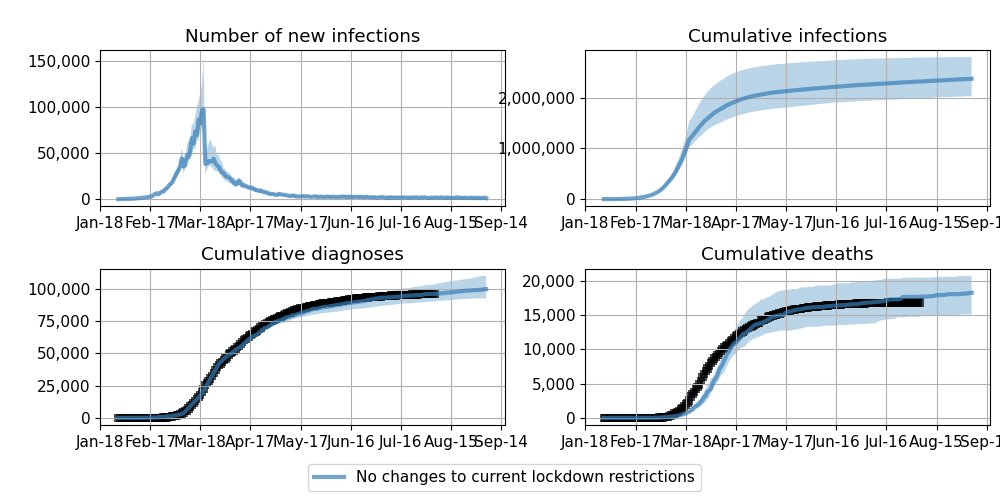 Number of new infections
150,000
100,000
50,000
0
Jan-18 Feb-17 Mar-18 Apr-17 May-17 Jun-16 Jul-16 Aug-15 Sep-14
Cumulative infections
2,000,000
1,000,000
0
Jan-18 Feb-17 Mar-18 Apr-17 May-17 Jun-16 Jul-16 Aug-15 Sep-1
Cumulative diagnoses
100,000
75,000
50,000
25,000
0
Jan-18 Feb-17 Mar-18 Apr-17 May-17 Jun-16 Jul-16 Aug-15 Sep-14
Cumulative deaths
20,000
15,000
10,000
5,000
0
Jan-18 Feb-17 Mar-18 Apr-17 May-17 Jun-16 Jul-16 Aug-15 Sep-1
No changes to current lockdown restrictions